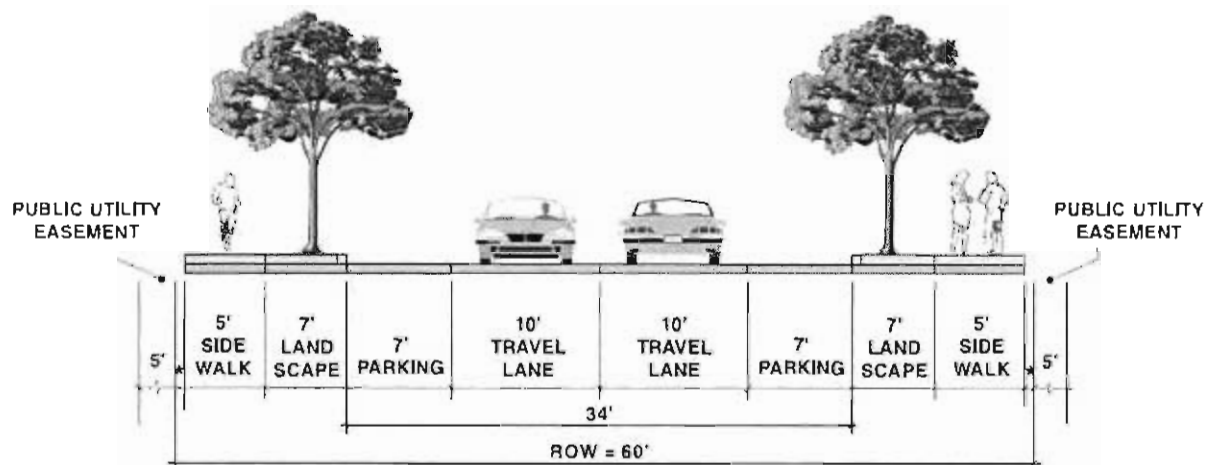 PUBLIC UTILITY
EASEMENT
PUBLIC UTILITY
EASEMENT
5'
*
5'
SIDE
WALK
7'
LAND
SCAPE
7'
PARKING
10'
TRAVEL
LANE
10'
TRAVEL
LANE
7'
PARKING
7'
LAND
SCAPE
5'
SIDE
WALK
*
5'
34'
ROW = 60'